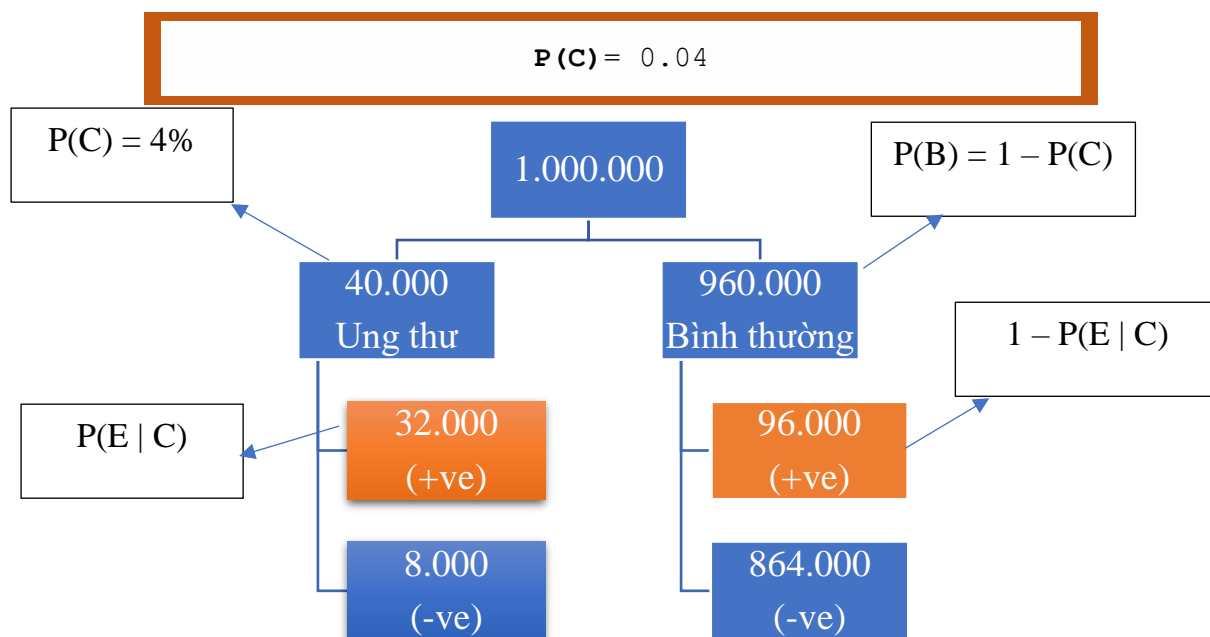 P(C)= 0.04
P(C) = 4%
1.000.000
P(B) = 1 – P(C)
40.000
Ung thư
960.000
Bình thường
1 – P(E | C)
P(E | C)
32.000
(+ve)
96.000
(+ve)
8.000
(-ve)
864.000
(-ve)